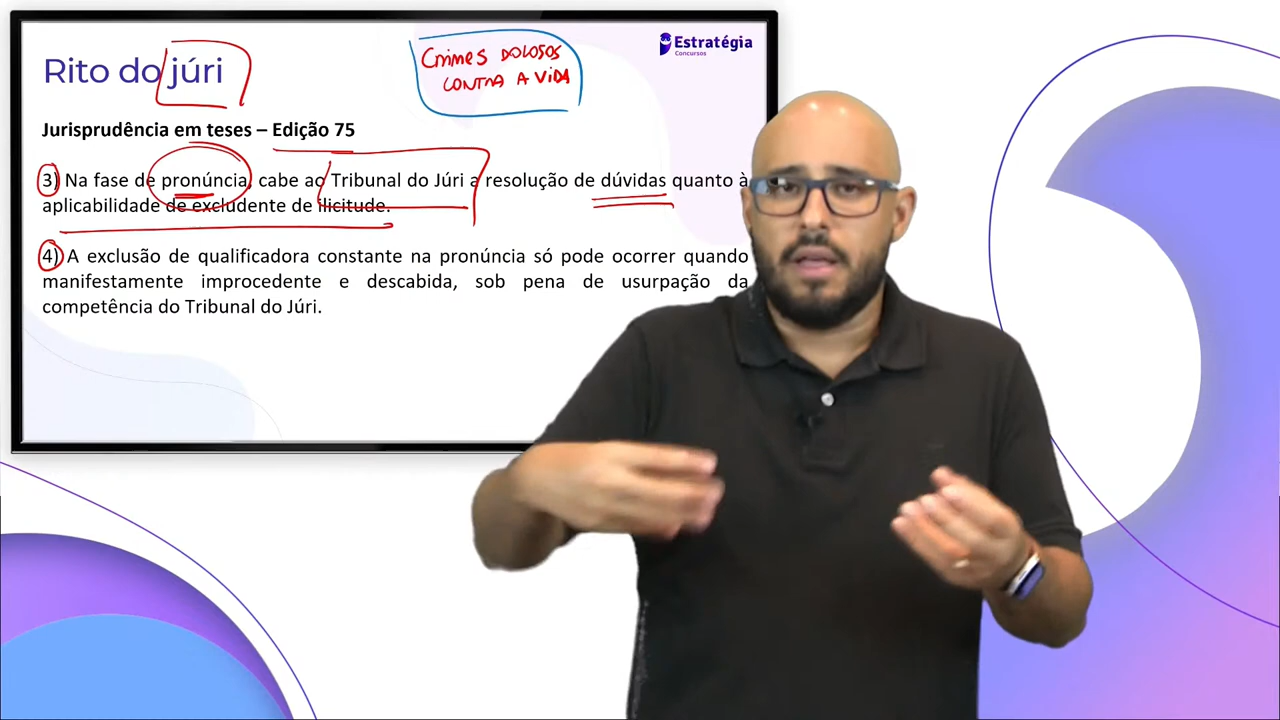 Rito do júri
Crimes DOLOSOS
CONTRA A VIDA
Estratégia
Concursos
Jurisprudência em teses – Edição 75
3) Na fase de pronúncia, cabe ao Tribunal do Júri a resolução de dúvidas quanto à
aplicabilidade de excludente de ilicitude.
4) A exclusão de qualificadora constante na pronúncia só pode ocorrer quando
manifestamente improcedente e descabida, sob pena de usurpação da
competência do Tribunal do Júri.